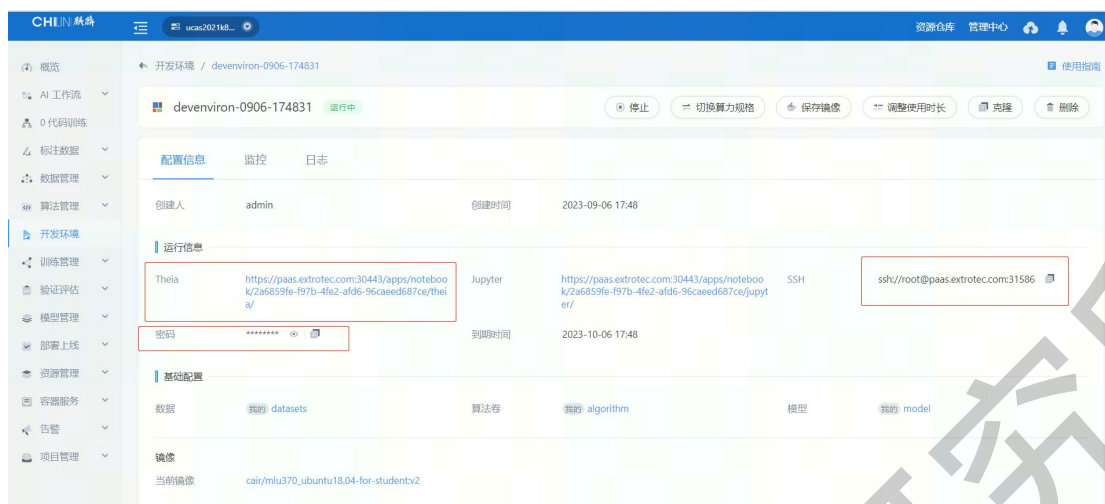 CHILIN麒麟
ucas2021k8...
资源仓库 管理中心
概览
AI工作流
0代码训练
标注数据
数据管理
算法管理
开发环境
训练管理
验证评估
模型管理
部署上线
资源管理
容器服务
告警
项目管理
开发环境 / devenviron-0906-174831
使用指南
devenviron-0906-174831 运行中
停止 切换算力规格 保存镜像 调整使用时长 克隆 删除
配置信息 监控 日志
创建人 admin 创建时间 2023-09-06 17:48
运行信息
Theia
https://paas.extrotec.com:30443/apps/noteboo
k/2a6859fe-f97b-4fe2-afd6-96caeed687ce/thei
a/
Jupyter
https://paas.extrotec.com:30443/apps/noteboo
k/2a6859fe-f97b-4fe2-afd6-96caeed687ce/jupyt
er/
SSH ssh://root@paas.extrotec.com:31586
密码 ******** 到期时间 2023-10-06 17:48
基础配置
数据 我的 datasets 算法卷 我的 algorithm 模型 我的 model
镜像
当前镜像 cair/mlu370_ubuntu18.04-for-student:v2